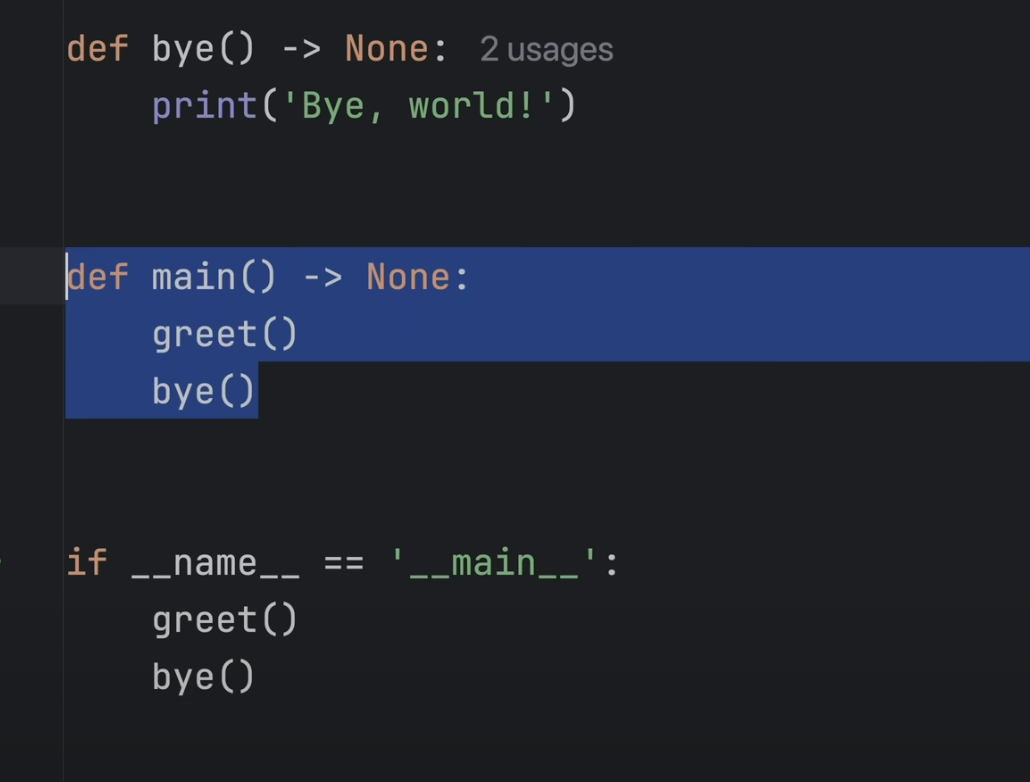 def bye() -> None: 2 usages
    print('Bye, world!')
def main() -> None:
    greet()
    bye()
if __name__ == '__main__':
    greet()
    bye()